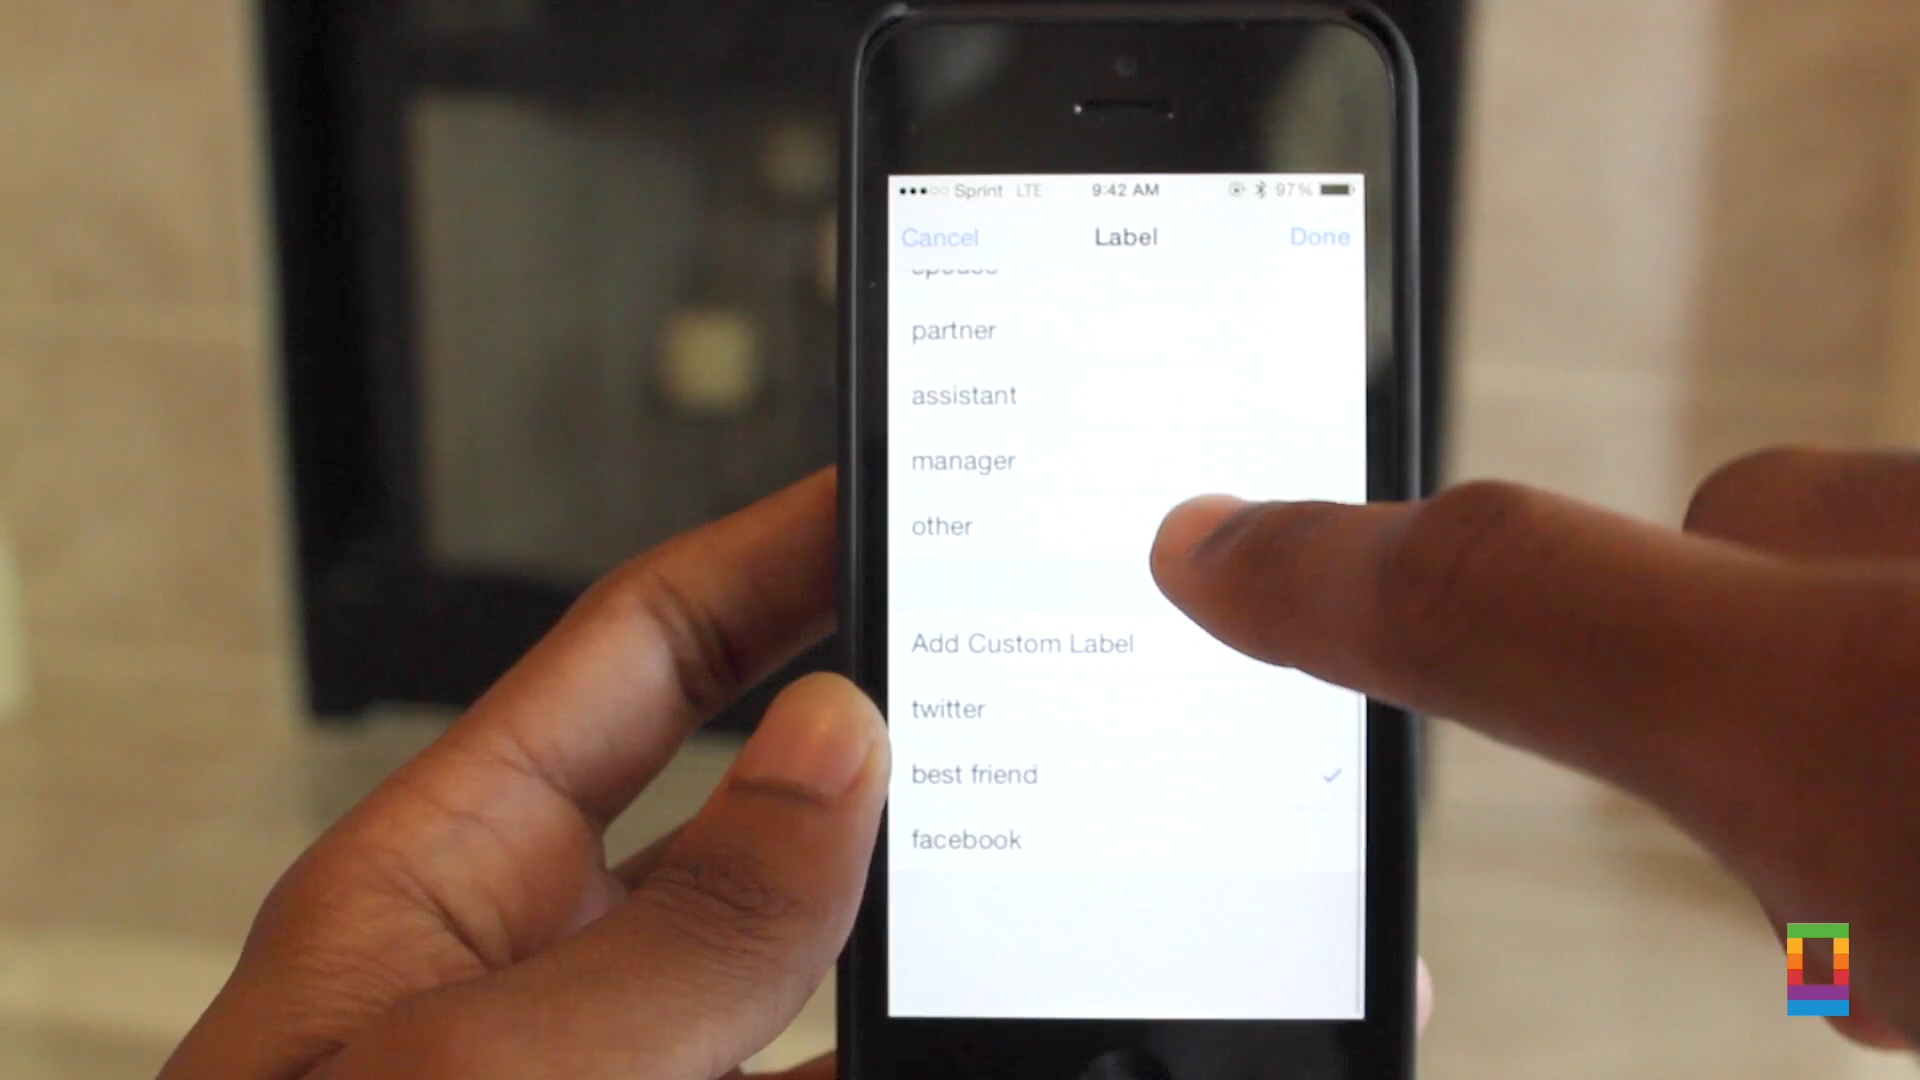 Sprint LTE 9:42 AM 97%
Cancel Label Done
spouse
partner
assistant
manager
other
Add Custom Label
twitter
best friend
facebook